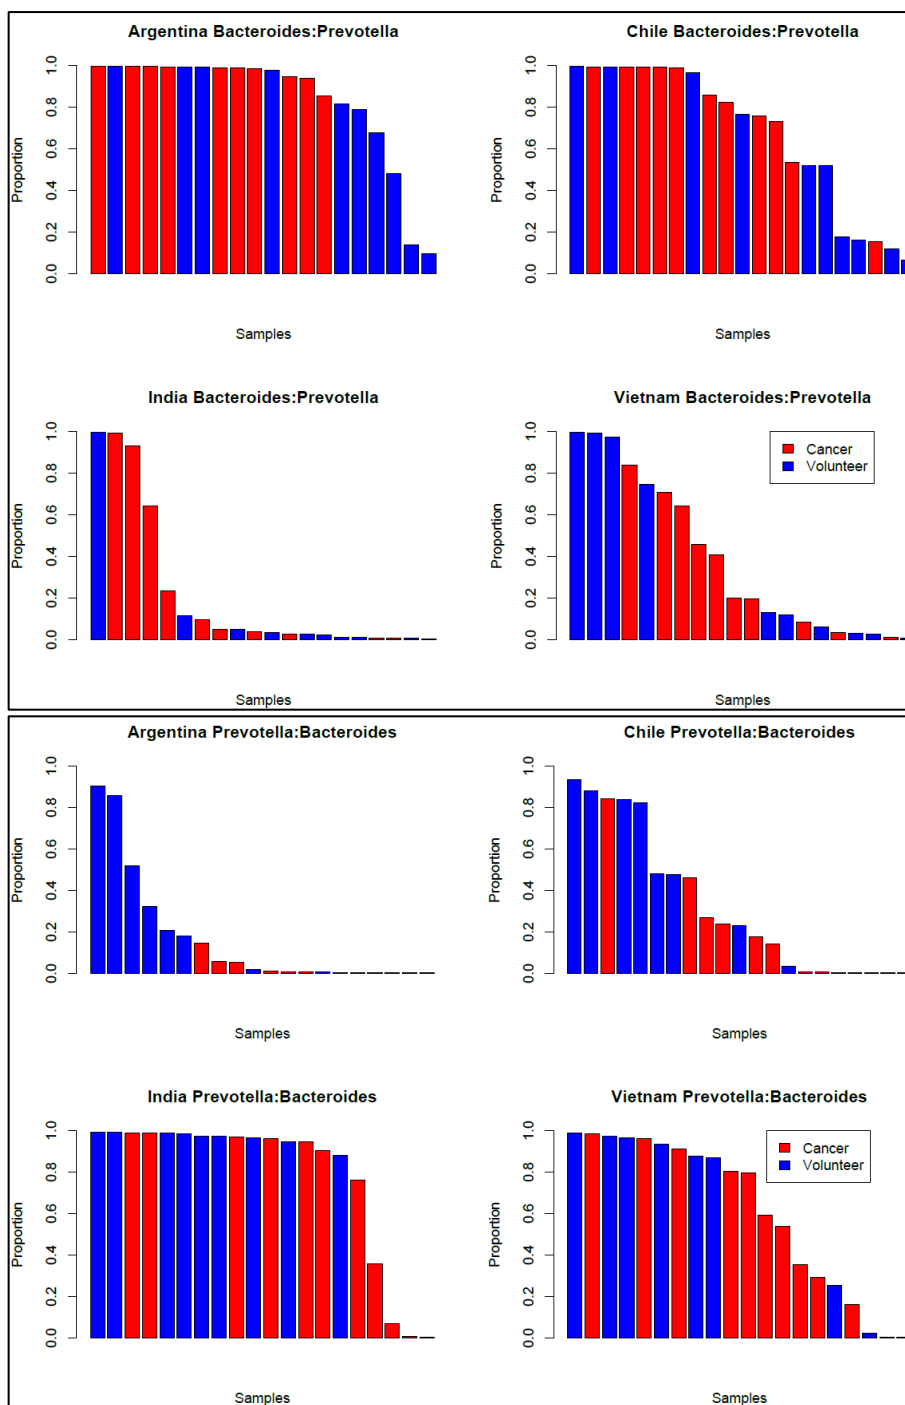 Argentina Bacteroides:Prevotella
Proportion
0.0 0.2 0.4 0.6 0.8 1.0
Samples
Chile Bacteroides:Prevotella
Proportion
0.0 0.2 0.4 0.6 0.8 1.0
Samples
India Bacteroides:Prevotella
Proportion
0.0 0.2 0.4 0.6 0.8 1.0
Samples
Vietnam Bacteroides:Prevotella
Proportion
0.0 0.2 0.4 0.6 0.8 1.0
Cancer
Volunteer
Samples
Argentina Prevotella:Bacteroides
Proportion
0.0 0.2 0.4 0.6 0.8 1.0
Samples
Chile Prevotella:Bacteroides
Proportion
0.0 0.2 0.4 0.6 0.8 1.0
Samples
India Prevotella:Bacteroides
Proportion
0.0 0.2 0.4 0.6 0.8 1.0
Samples
Vietnam Prevotella:Bacteroides
Proportion
0.0 0.2 0.4 0.6 0.8 1.0
Cancer
Volunteer
Samples